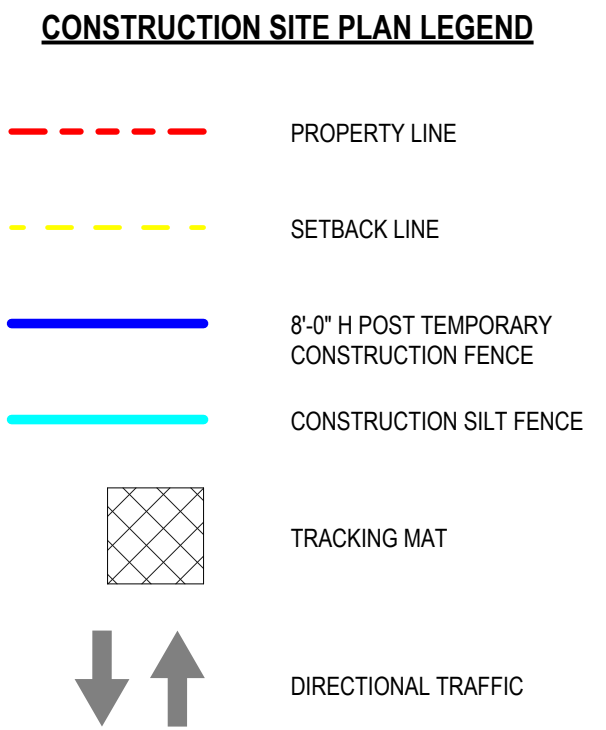 CONSTRUCTION SITE PLAN LEGEND
PROPERTY LINE
SETBACK LINE
8'-0" H POST TEMPORARY
CONSTRUCTION FENCE
CONSTRUCTION SILT FENCE
TRACKING MAT
DIRECTIONAL TRAFFIC